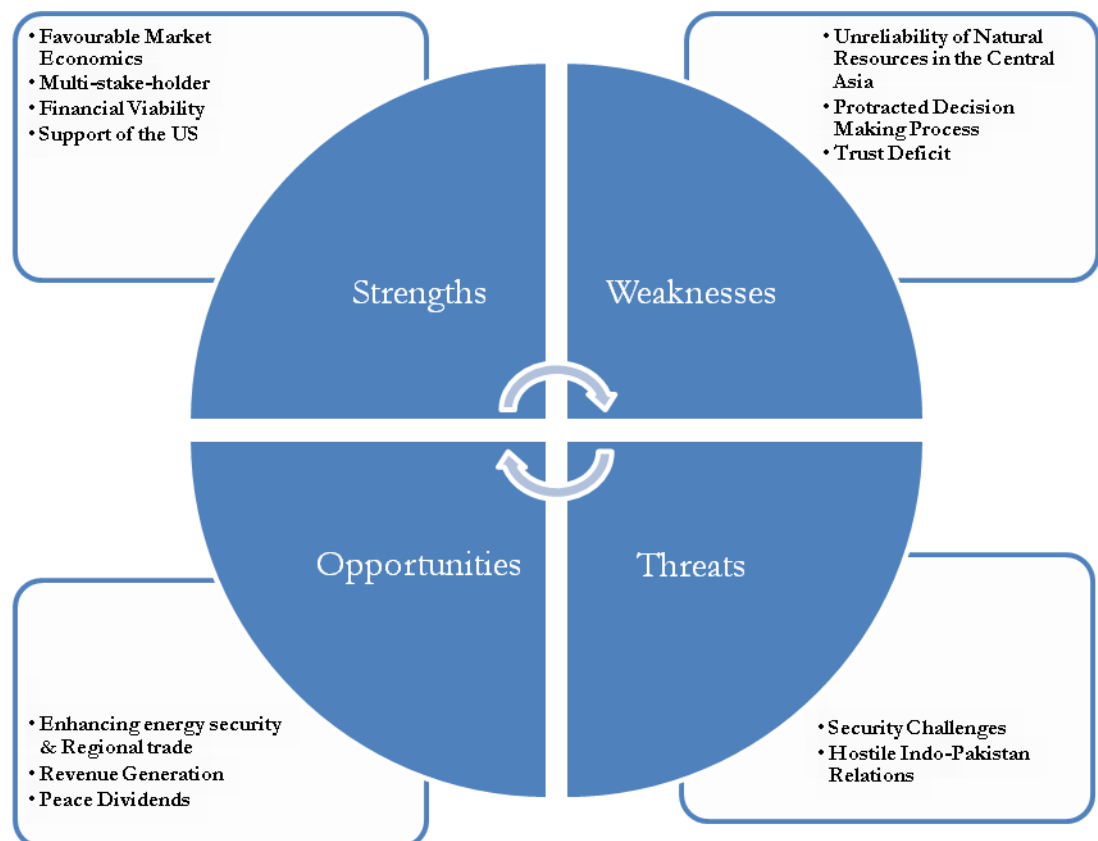 • Favourable Market
Economics
• Multi-stake-holder
• Financial Viability
• Support of the US
• Unreliability of Natural
Resources in the Central
Asia
• Protracted Decision
Making Process
• Trust Deficit
Strengths
Weaknesses
Opportunities
Threats
• Enhancing energy security
& Regional trade
• Revenue Generation
• Peace Dividends
• Security Challenges
• Hostile Indo-Pakistan
Relations